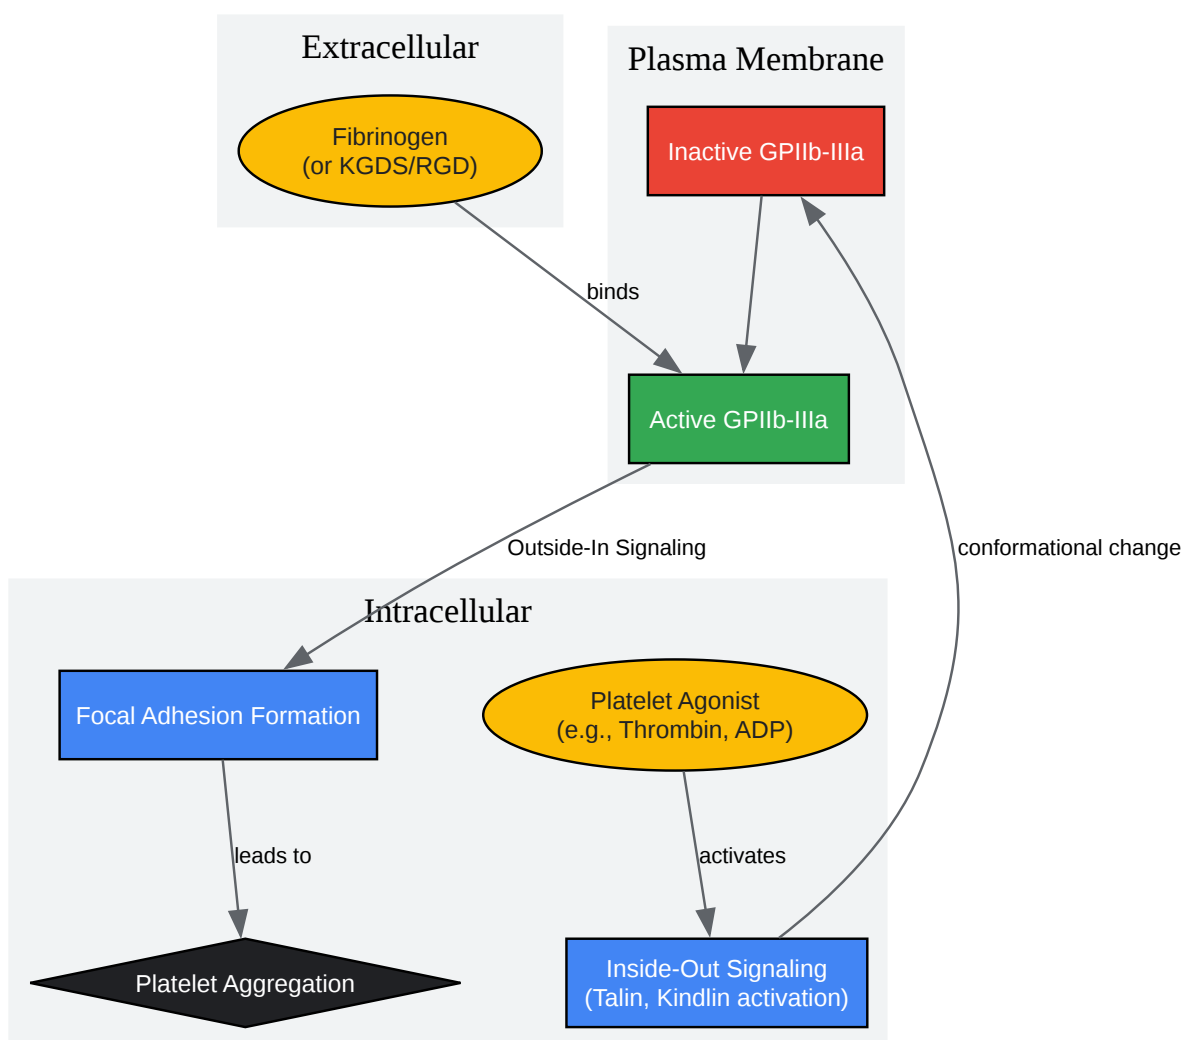 Extracellular
Plasma Membrane
Fibrinogen
(or KGDS/RGD)
Inactive GPIIb-IIIa
binds
Active GPIIb-IIIa
Outside-In Signaling
conformational change
Intracellular
Focal Adhesion Formation
Platelet Agonist
(e.g., Thrombin, ADP)
leads to
activates
Platelet Aggregation
Inside-Out Signaling
(Talin, Kindlin activation)